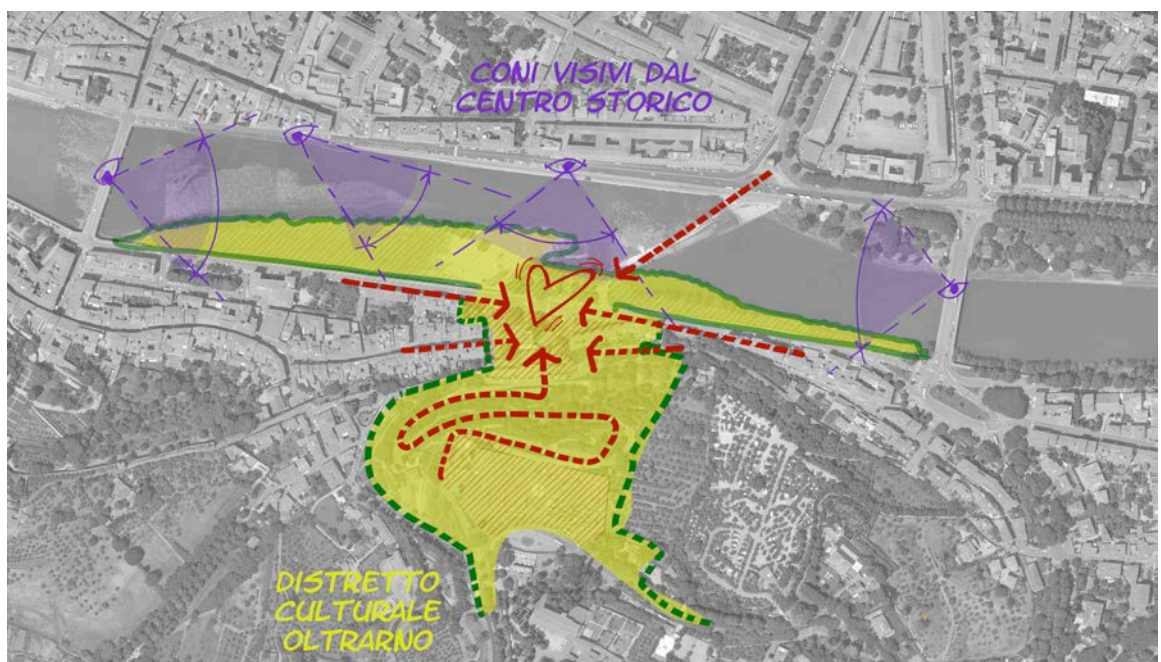 CONI VISIVI DAL
CENTRO STORICO
DISTRETTO
CULTURALE
OLTRARNO